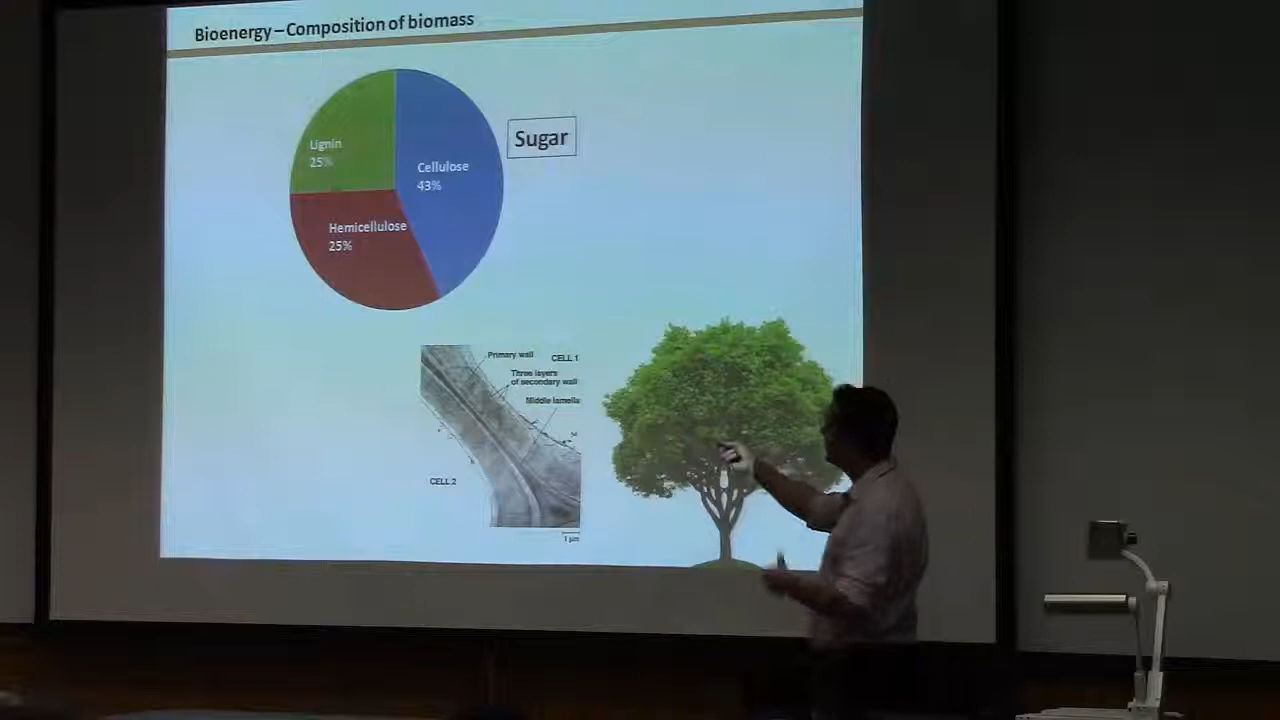 Bioenergy – Composition of biomass
Lignin
25%
Cellulose
43%
Sugar
Hemicellulose
25%
Primary wall
CELL 1
Three layers
of secondary wall
Middle lamella
CELL 2
1 µm